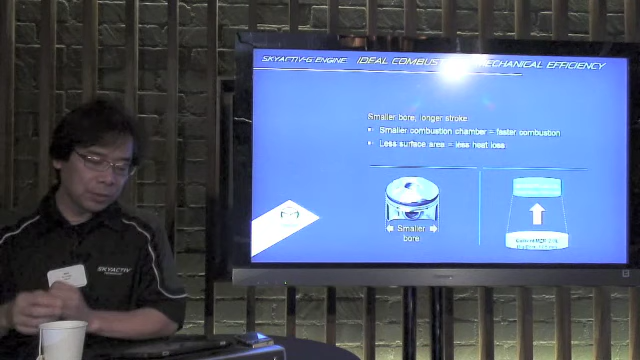 SKYACTIV-G ENGINE IDEAL COMBUST MECHANICAL EFFICIENCY
Smaller bore, longer stroke
• Smaller combustion chamber = faster combustion
• Less surface area = less heat loss
Smaller
bore
SKYACTIV